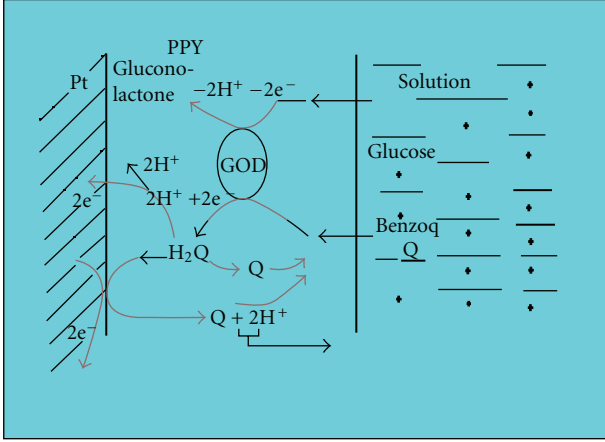 PPY
Pt
Glucono-
lactone
−2H⁺ −2e⁻
Solution
GOD
Glucose
2H⁺
2e⁻
2H⁺ +2e⁻
Benzoq
Q
H₂Q
Q
Q + 2H⁺
2e⁻